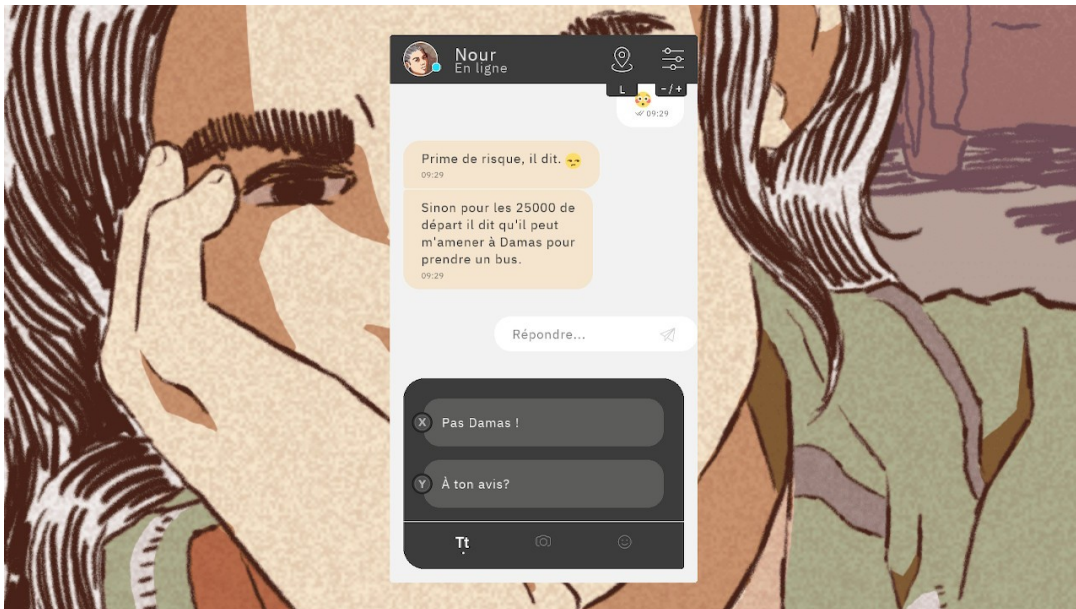 Nour
En ligne
L
- / +
09:29
Prime de risque, il dit.
09:29
Sinon pour les 25000 de
départ il dit qu'il peut
m'amener à Damas pour
prendre un bus.
09:29
Répondre...
X Pas Damas !
Y À ton avis?
Tt